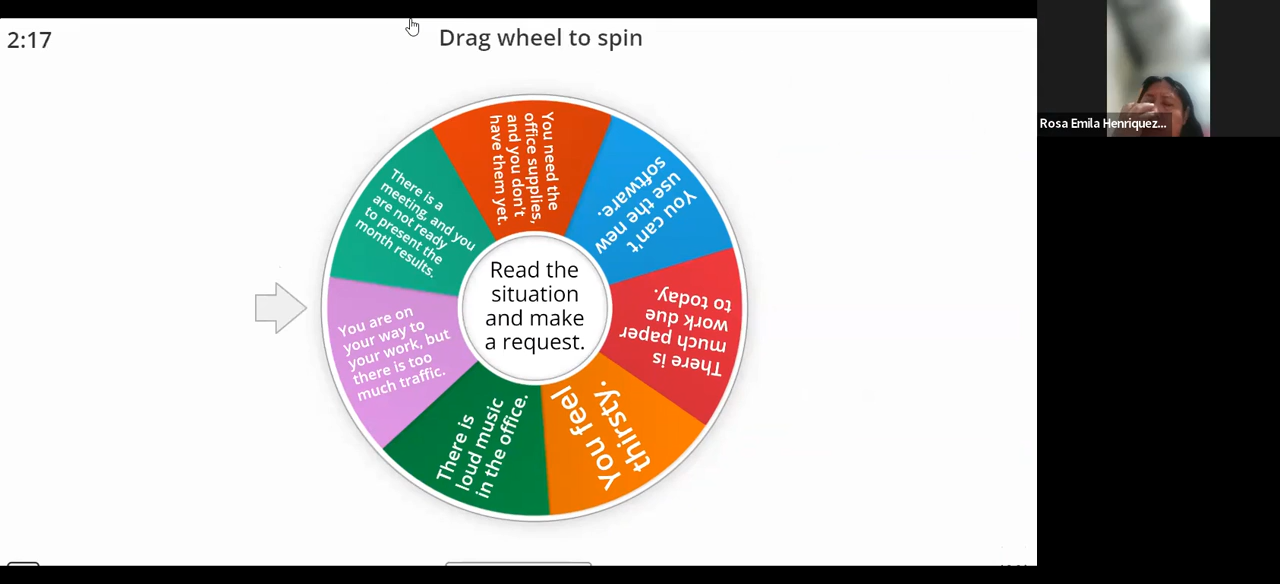 2:17
Drag wheel to spin
Rosa Emila Henriquez...
You need the
office supplies,
and you don't
have them yet.
You can't
use the new
software.
There is
much paper
work due
to today.
You feel
thirsty.
There is
loud music
in the office.
You are on
your way to
your work, but
there is too
much traffic.
There is a
meeting, and you
are not ready
to present the
month results.
Read the
situation
and make
a request.